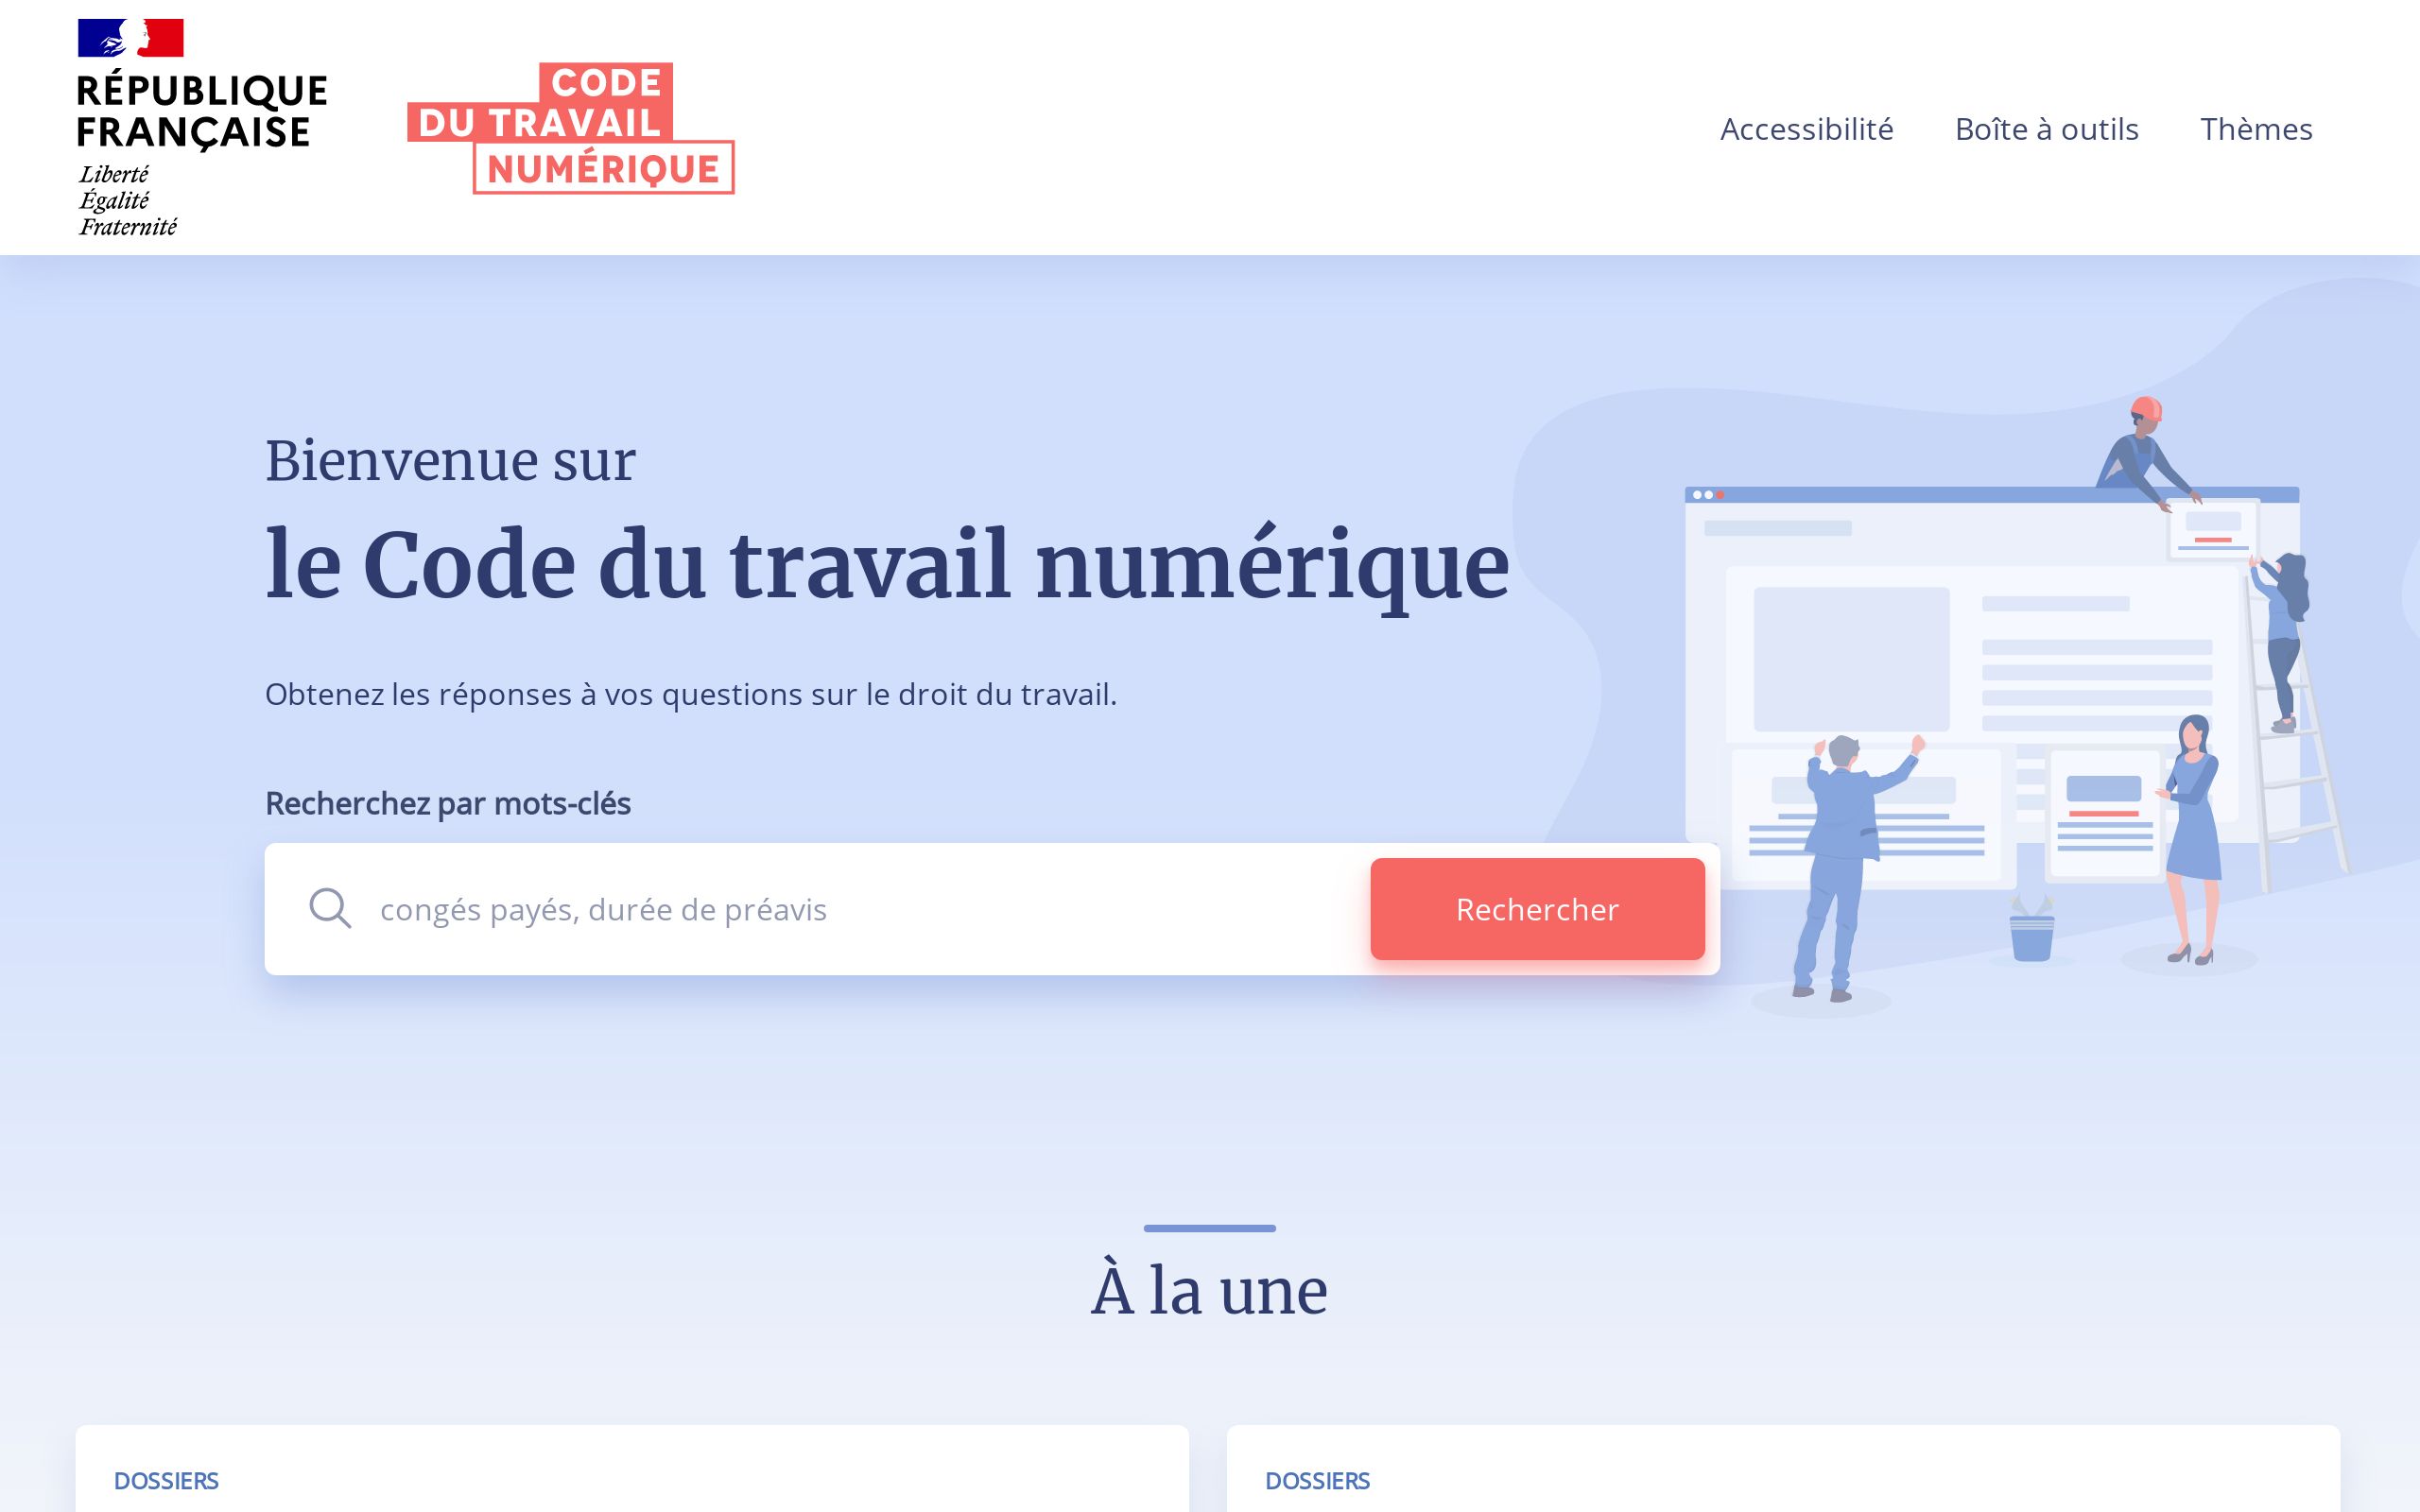 RÉPUBLIQUE
FRANÇAISE
Liberté
Égalité
Fraternité
CODE
DU TRAVAIL
NUMÉRIQUE
Accessibilité
Boîte à outils
Thèmes
Bienvenue sur
le Code du travail numérique
Obtenez les réponses à vos questions sur le droit du travail.
Recherchez par mots-clés
congés payés, durée de préavis
Rechercher
À la une
DOSSIERS
DOSSIERS